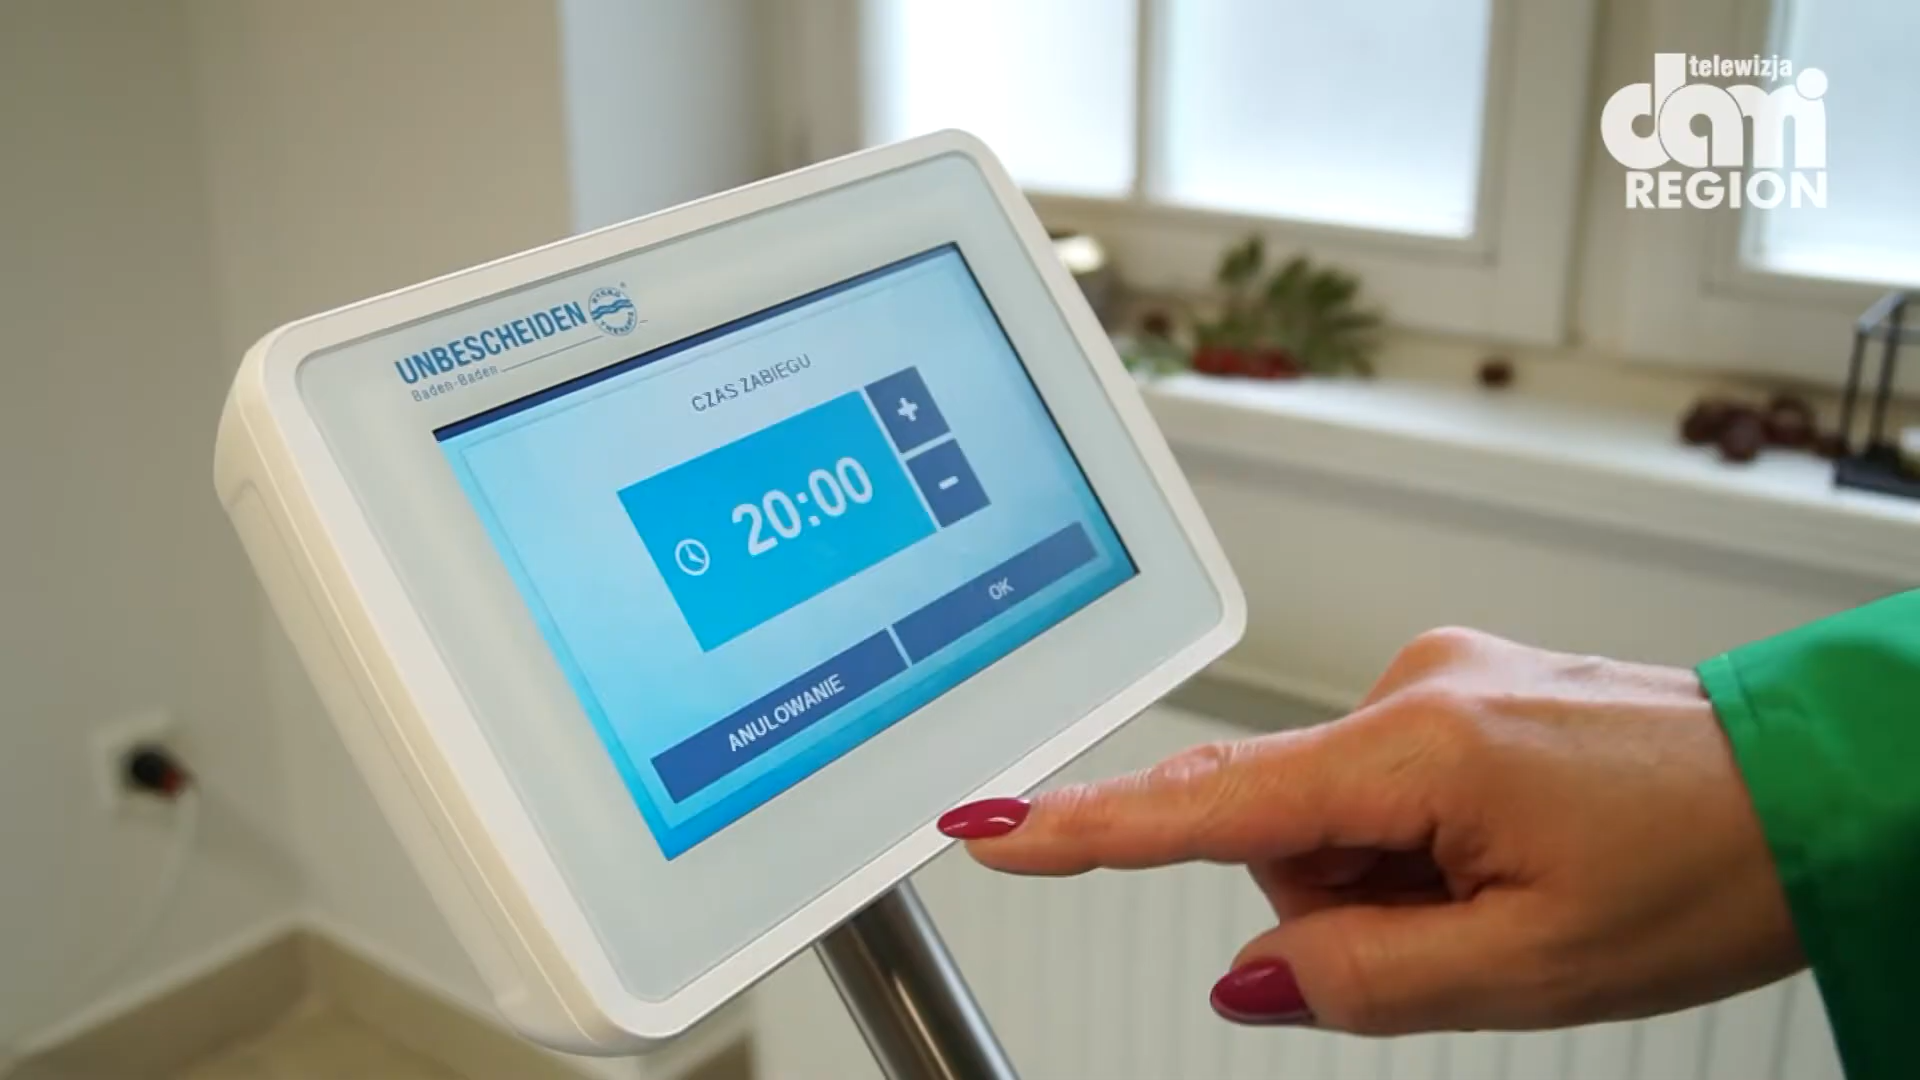 telewizja
dami
REGION
UNBESCHEIDEN
Baden-Baden
CZAS ZABIEGU
20:00
+
-
ANULOWANIE
OK